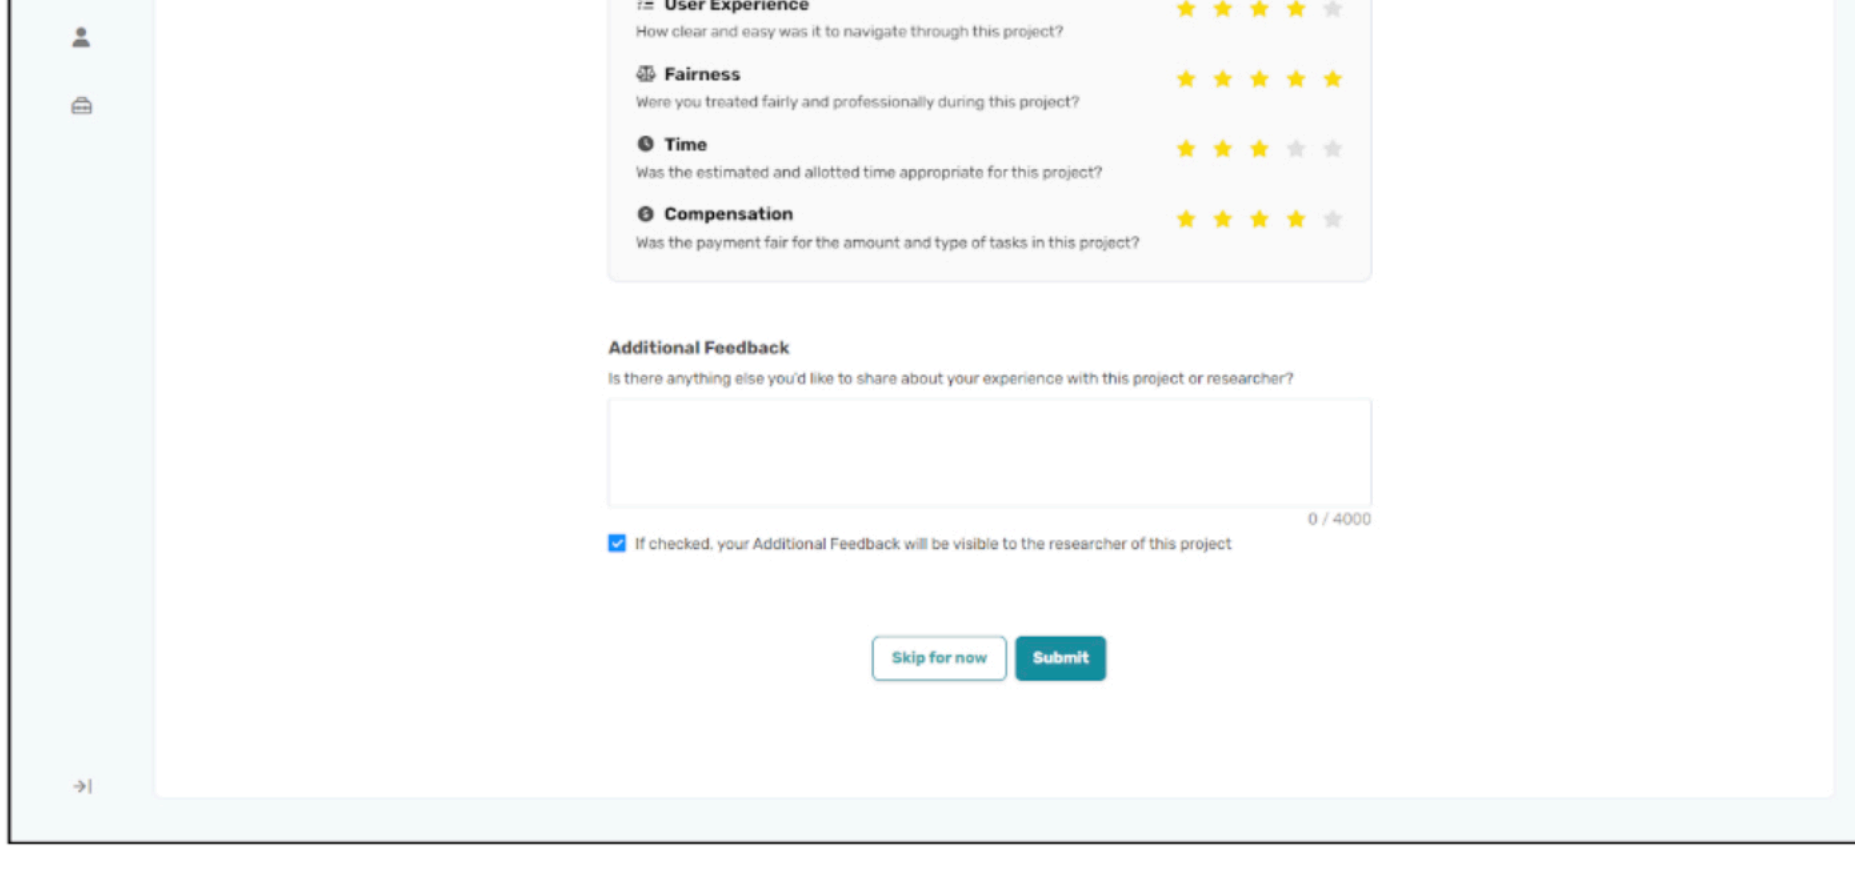 User Experience
How clear and easy was it to navigate through this project?
Fairness
Were you treated fairly and professionally during this project?
Time
Was the estimated and allotted time appropriate for this project?
Compensation
Was the payment fair for the amount and type of tasks in this project?
Additional Feedback
Is there anything else you'd like to share about your experience with this project or researcher?
0 / 4000
If checked, your Additional Feedback will be visible to the researcher of this project
Skip for now
Submit